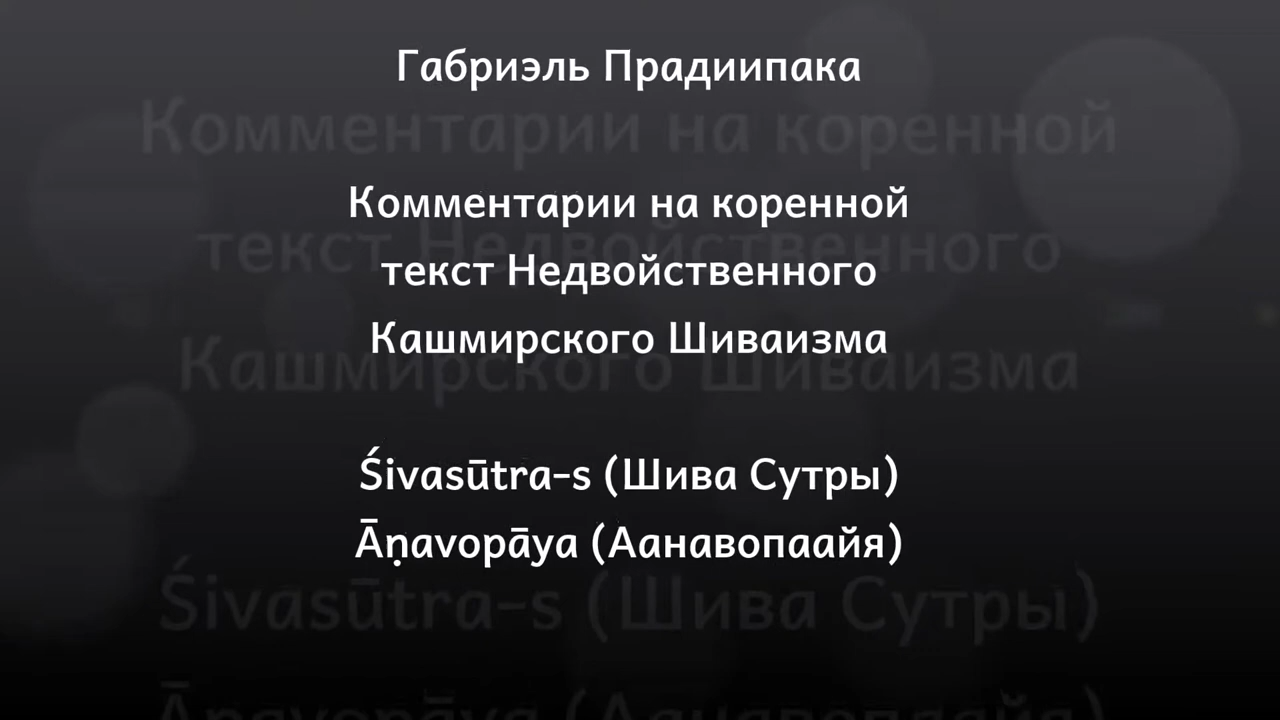 Габриэль Прадиипака
Комментарии на коренной
текст Недвойственного
Кашмирского Шиваизма
Śivasūtra-s (Шива Сутры)
Āṇavopāya (Аанавопаайя)